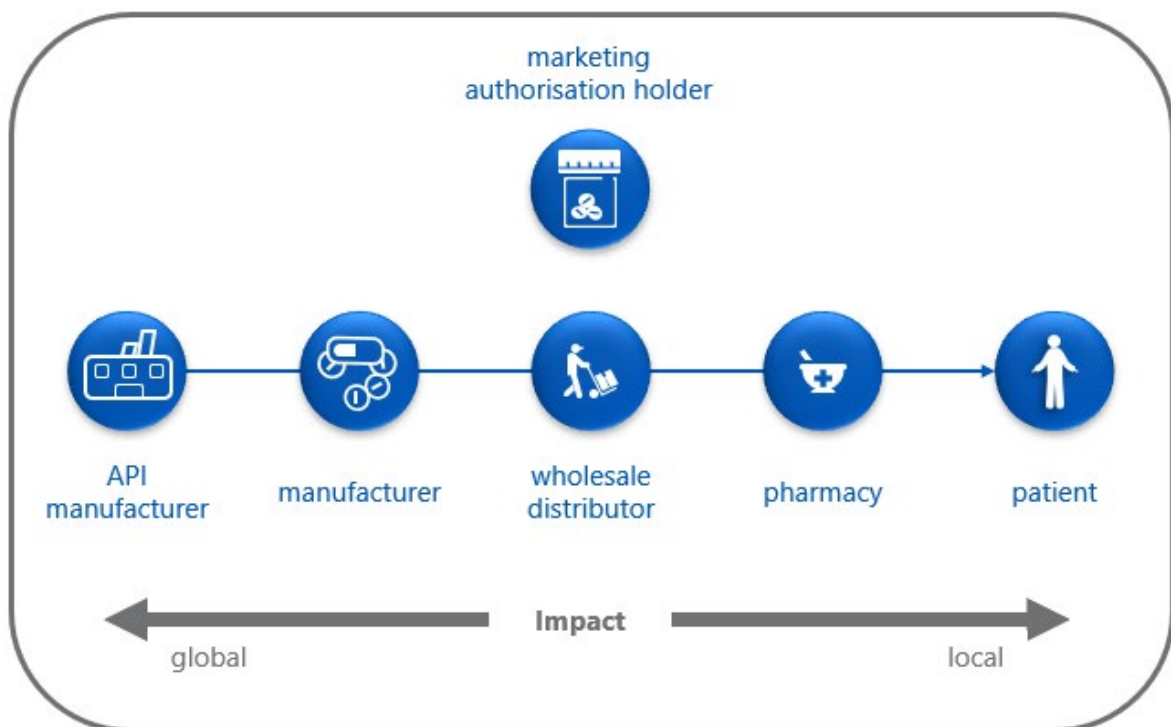 marketing
authorisation holder
API
manufacturer
manufacturer
wholesale
distributor
pharmacy
patient
Impact
global
local